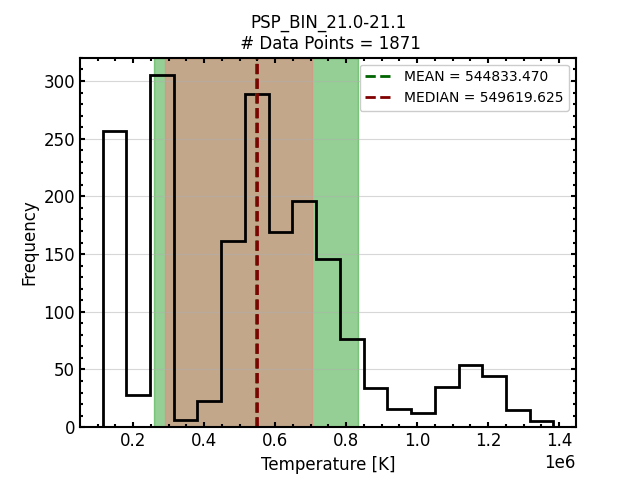 PSP_BIN_21.0-21.1
# Data Points = 1871
MEAN = 544833.470
MEDIAN = 549619.625
Frequency
300
250
200
150
100
50
0
0.2 0.4 0.6 0.8 1.0 1.2 1.4
1e6
Temperature [K]